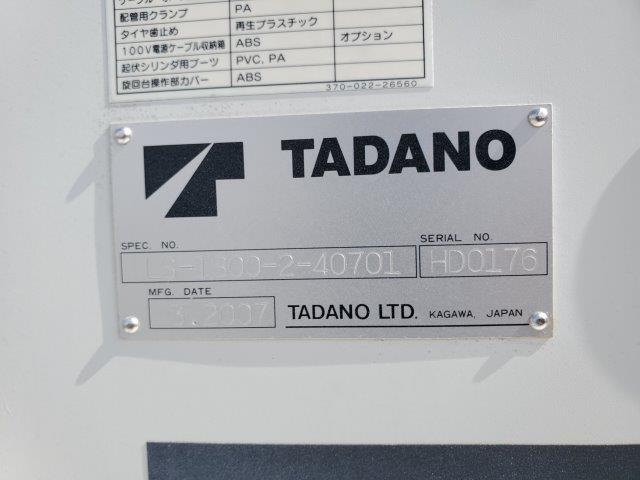 配管用クランプ PA
タイヤ歯止め 再生プラスチック
100V電源ケーブル収納箱 ABS オプション
起伏シリンダ用ブーツ PVC, PA
旋回台操作部カバー ABS
370-022-26560
TADANO
SPEC. NO. SERIAL NO.
LS-1300-2-40701 HD0176
MFG. DATE
3.2007 TADANO LTD. KAGAWA, JAPAN